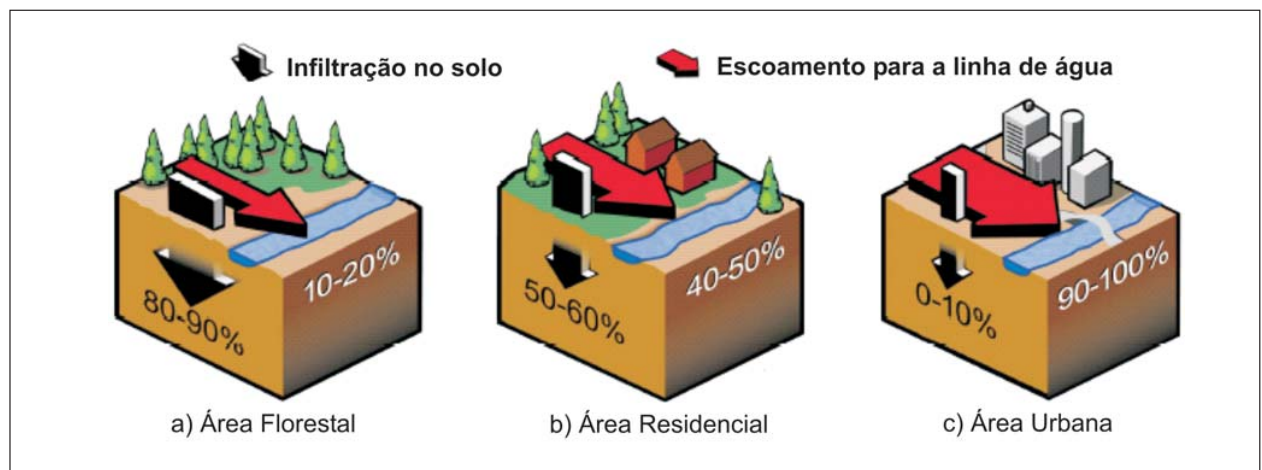 Infiltração no solo
Escoamento para a linha de água
80-90%
10-20%
50-60%
40-50%
0-10%
90-100%
a) Área Florestal
b) Área Residencial
c) Área Urbana